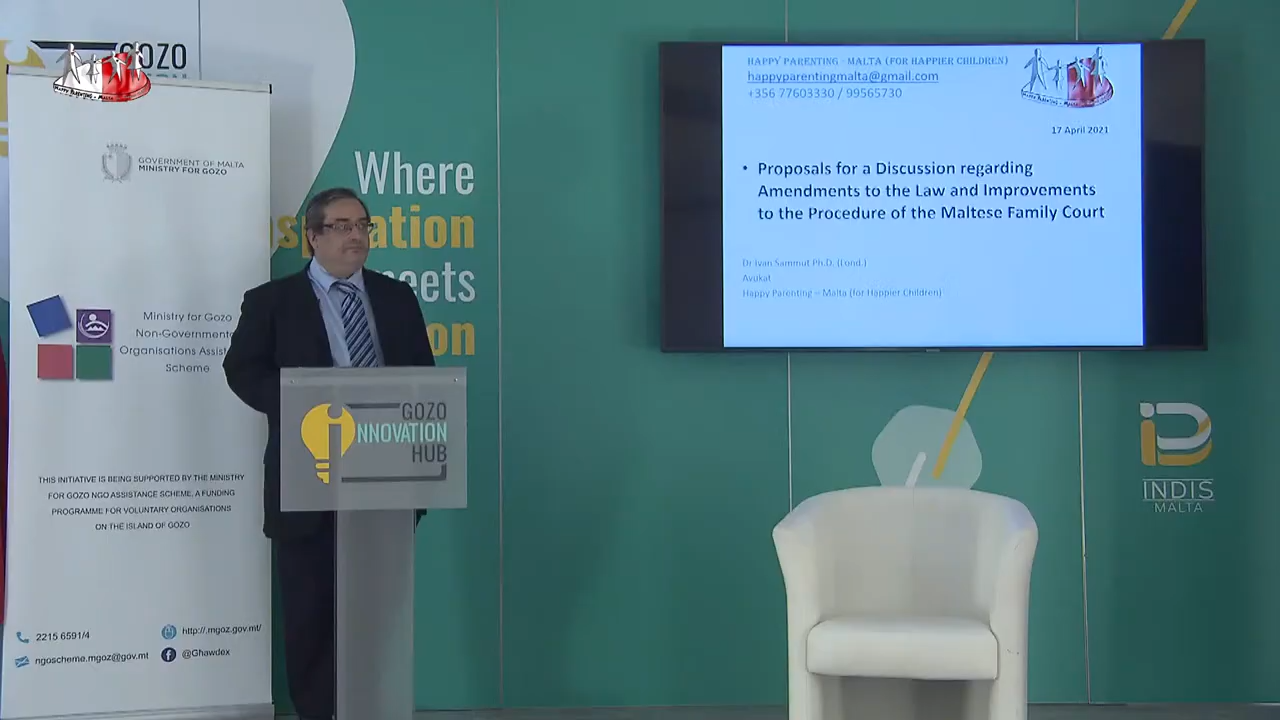 GOZO
GOVERNMENT OF MALTA
MINISTRY FOR GOZO
Ministry for Gozo
Non-Governmenta
Organisations Assist
Scheme
THIS INITIATIVE IS BEING SUPPORTED BY THE MINISTRY
FOR GOZO NGO ASSISTANCE SCHEME, A FUNDING
PROGRAMME FOR VOLUNTARY ORGANISATIONS
ON THE ISLAND OF GOZO
2215 6591/4
http://.mgoz.gov.mt/
ngoscheme.mgoz@gov.mt
@Ghawdex
Where
meets
GOZO
INNOVATION
HUB
HAPPY PARENTING - MALTA (FOR HAPPIER CHILDREN)
happyparentingmalta@gmail.com
+356 77603330 / 99565730
17 April 2021
• Proposals for a Discussion regarding
Amendments to the Law and Improvements
to the Procedure of the Maltese Family Court
Dr Ivan Sammut Ph.D. (Lond.)
Avukat
Happy Parenting – Malta (for Happier Children)
INDIS
MALTA